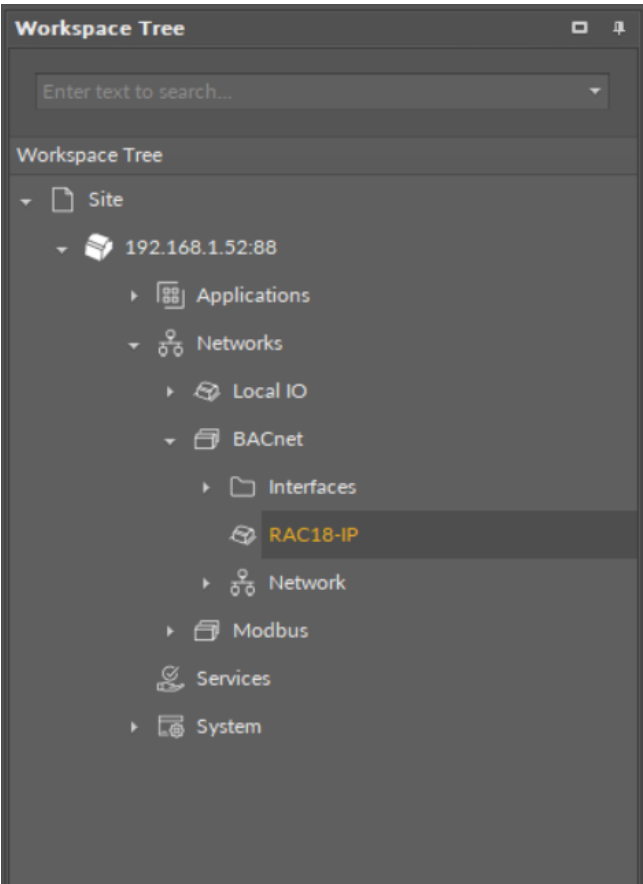 Workspace Tree
Enter text to search...
Workspace Tree
Site
192.168.1.52:88
Applications
Networks
Local IO
BACnet
Interfaces
RAC18-IP
Network
Modbus
Services
System